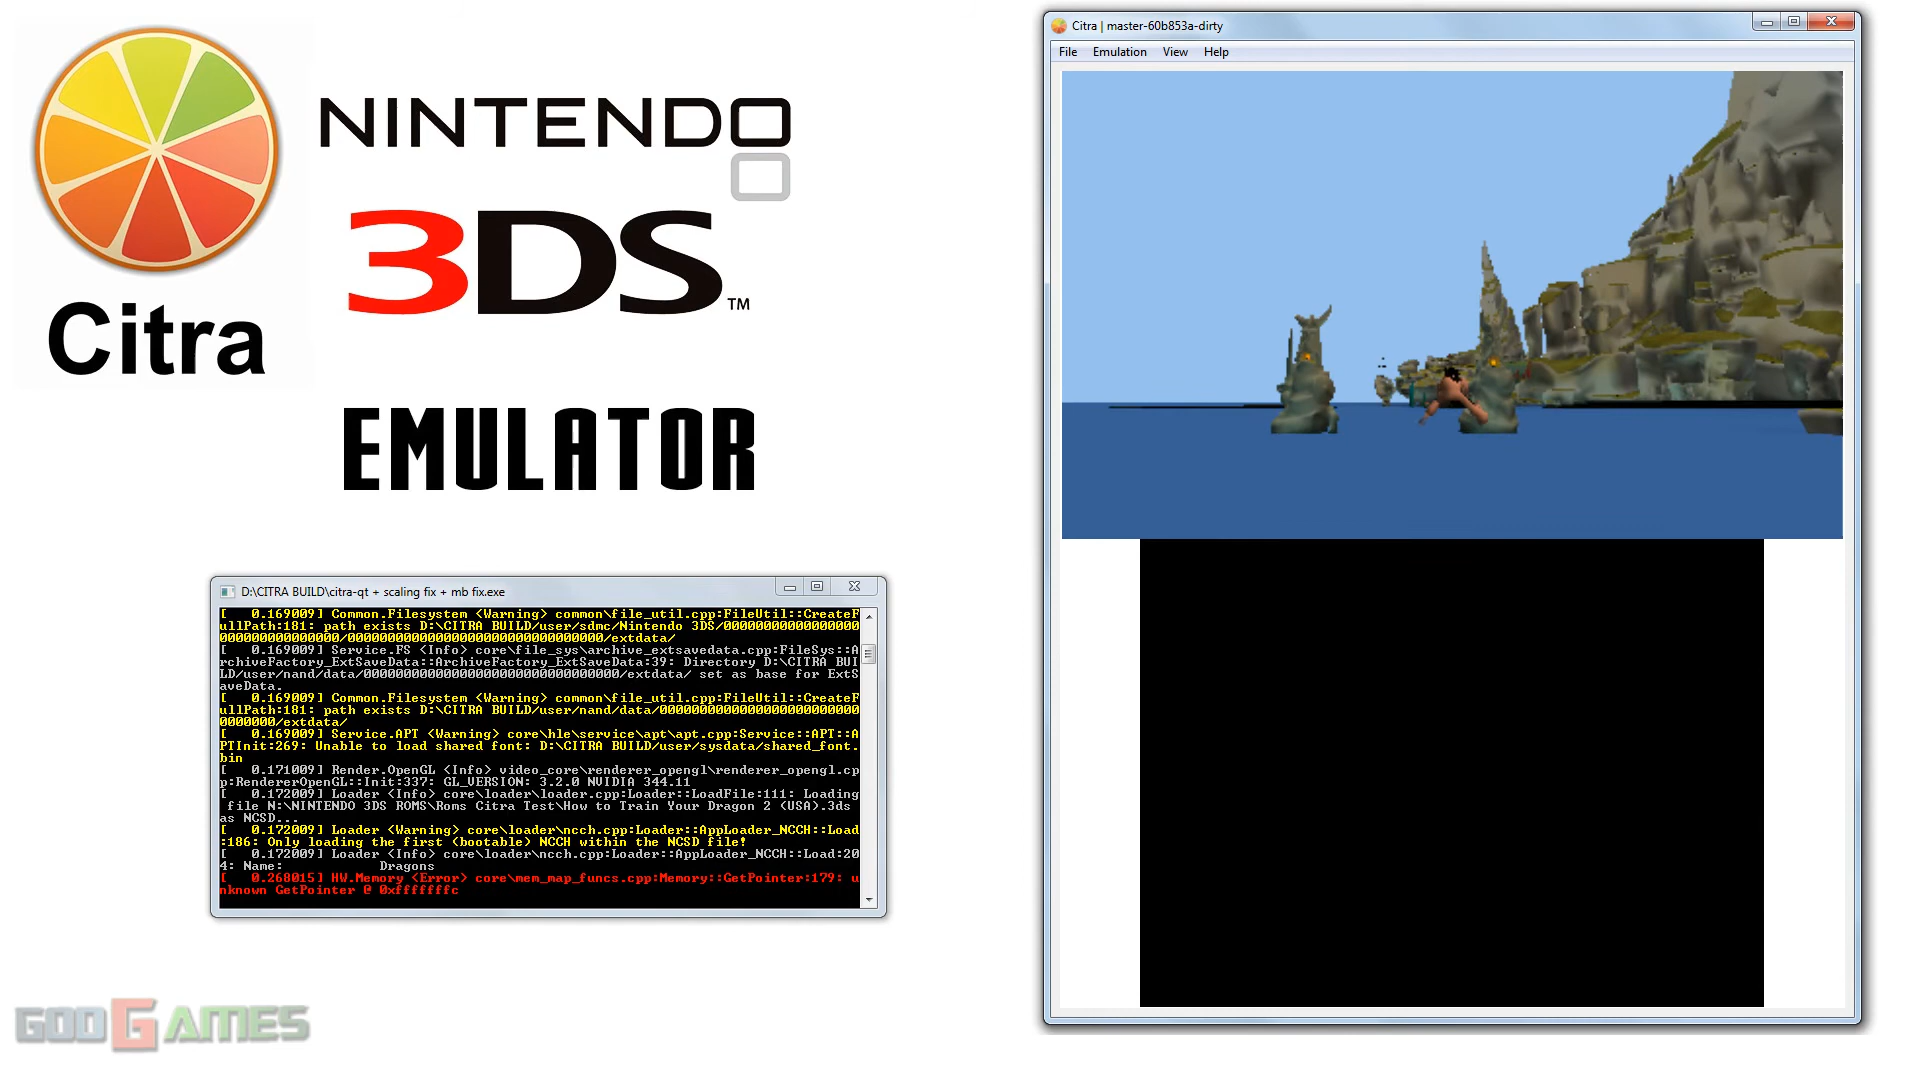 Citra
NINTENDO
3DS™
EMULATOR
Citra | master-60b853a-dirty
File Emulation View Help
D:\CITRA BUILD\citra-qt + scaling fix + mb fix.exe
[   0.169009] Common.Filesystem <Warning> common\file_util.cpp:FileUtil::CreateF
ullPath:181: path exists D:\CITRA BUILD/user/sdmc/Nintendo 3DS/00000000000000000
000000000000000/00000000000000000000000000000000/extdata/
[   0.169009] Service.FS <Info> core\file_sys\archive_extsavedata.cpp:FileSys::A
rchiveFactory_ExtSaveData::ArchiveFactory_ExtSaveData:39: Directory D:\CITRA BUI
LD/user/nand/data/00000000000000000000000000000000/extdata/ set as base for ExtS
aveData.
[   0.169009] Common.Filesystem <Warning> common\file_util.cpp:FileUtil::CreateF
ullPath:181: path exists D:\CITRA BUILD/user/nand/data/0000000000000000000000000
0000000/extdata/
[   0.169009] Service.APT <Warning> core\hle\service\apt\apt.cpp:Service::APT::A
PTInit:269: Unable to load shared font: D:\CITRA BUILD/user/sysdata/shared_font.
bin
[   0.171009] Render.OpenGL <Info> video_core\renderer_opengl\renderer_opengl.cp
p:RendererOpenGL::Init:337: GL_VERSION: 3.2.0 NVIDIA 344.11
[   0.172009] Loader <Info> core\loader\loader.cpp:Loader::LoadFile:111: Loading
 file N:\NINTENDO 3DS ROMS\Roms Citra Test\How to Train Your Dragon 2 (USA).3ds
as NCSD...
[   0.172009] Loader <Warning> core\loader\ncch.cpp:Loader::AppLoader_NCCH::Load
:186: Only loading the first (bootable) NCCH within the NCSD file!
[   0.172009] Loader <Info> core\loader\ncch.cpp:Loader::AppLoader_NCCH::Load:20
4: Name:            Dragons
[   0.268015] HW.Memory <Error> core\mem_map_funcs.cpp:Memory::GetPointer:179: u
nknown GetPointer @ 0xfffffffc
GODGAMES